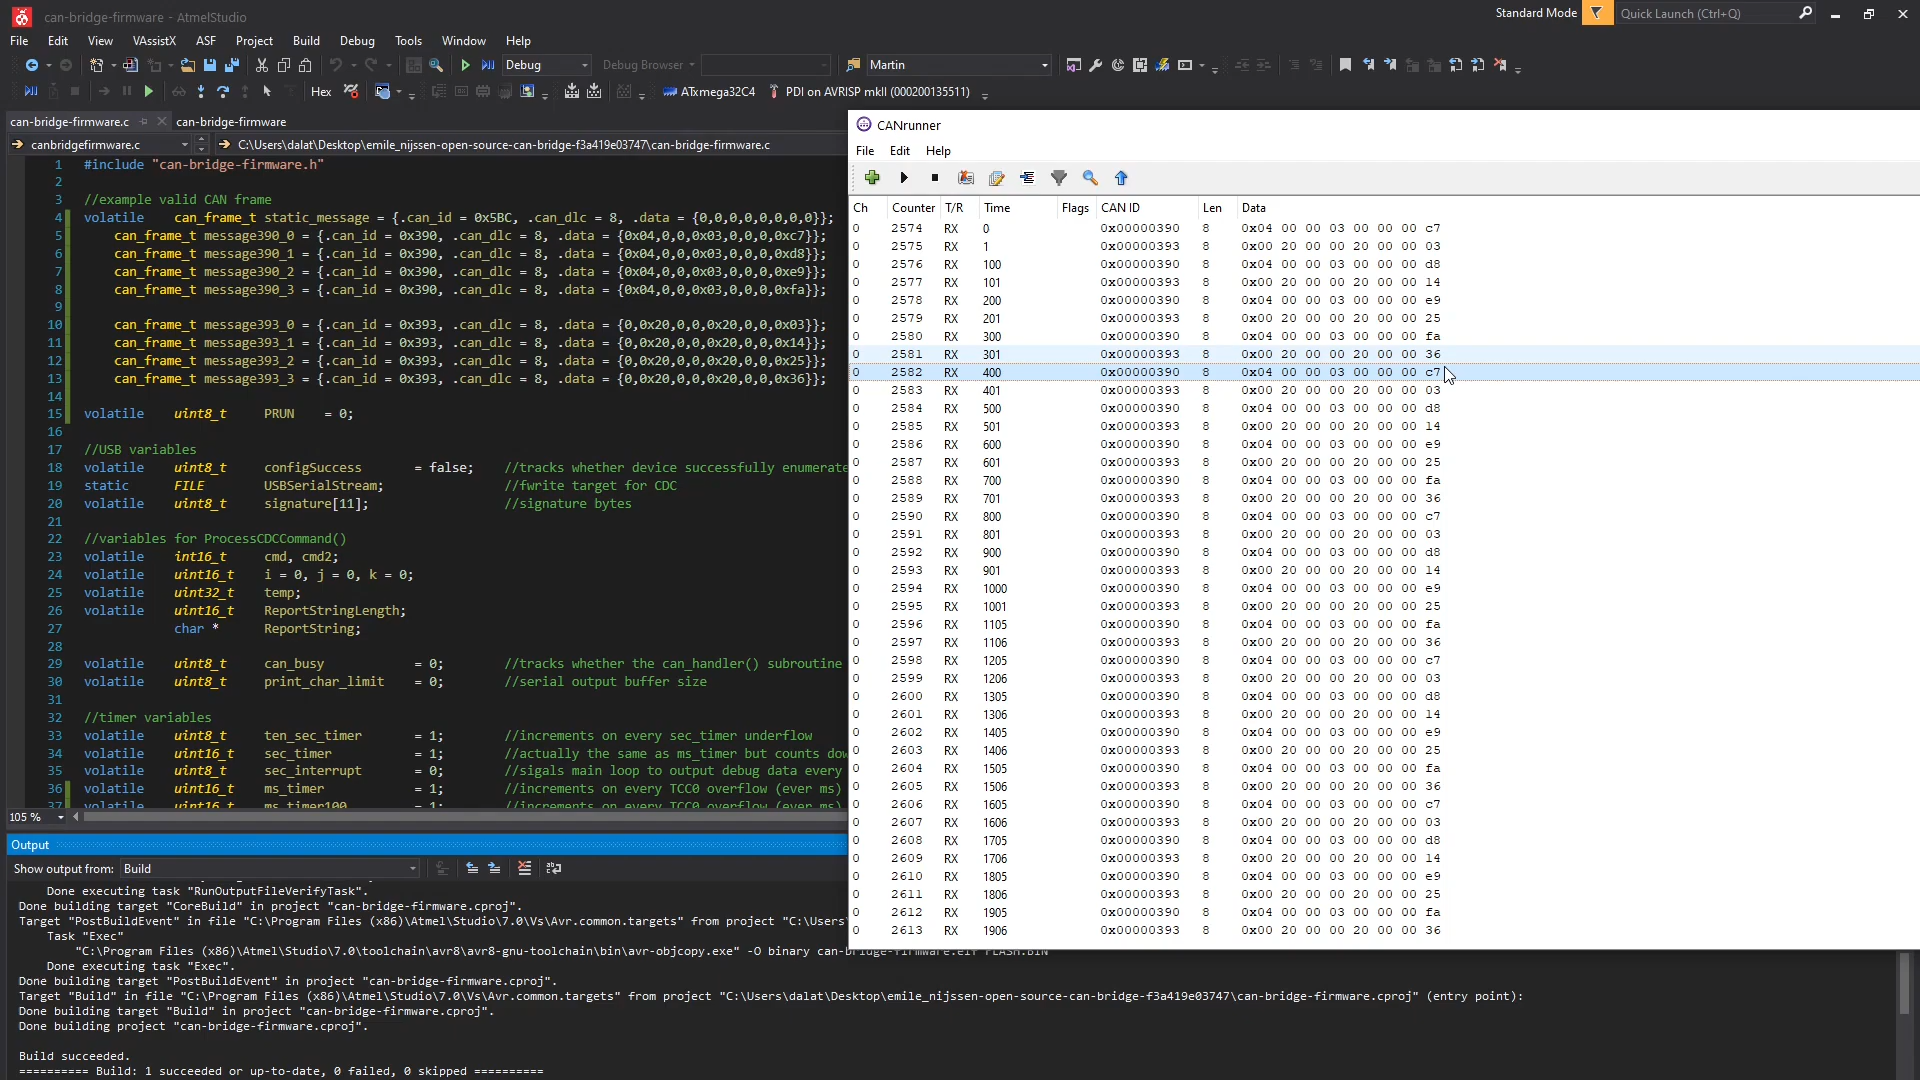 can-bridge-firmware - AtmelStudio
Standard Mode
Quick Launch (Ctrl+Q)
File Edit View VAssistX ASF Project Build Debug Tools Window Help
Debug
Debug Browser
Martin
Hex
ATxmega32C4
PDI on AVRISP mkII (000200135511)
can-bridge-firmware.c
can-bridge-firmware
canbridgefirmware.c
C:\Users\dalat\Desktop\emile_nijssen-open-source-can-bridge-f3a419e03747\can-bridge-firmware.c
1 #include "can-bridge-firmware.h"
2
3 //example valid CAN frame
4 volatile can_frame_t static_message = {.can_id = 0x5BC, .can_dlc = 8, .data = {0,0,0,0,0,0,0,0}};
5 can_frame_t message390_0 = {.can_id = 0x390, .can_dlc = 8, .data = {0x04,0,0,0x03,0,0,0,0xc7}};
6 can_frame_t message390_1 = {.can_id = 0x390, .can_dlc = 8, .data = {0x04,0,0,0x03,0,0,0,0xd8}};
7 can_frame_t message390_2 = {.can_id = 0x390, .can_dlc = 8, .data = {0x04,0,0,0x03,0,0,0,0xe9}};
8 can_frame_t message390_3 = {.can_id = 0x390, .can_dlc = 8, .data = {0x04,0,0,0x03,0,0,0,0xfa}};
9
10 can_frame_t message393_0 = {.can_id = 0x393, .can_dlc = 8, .data = {0,0x20,0,0,0x20,0,0,0x03}};
11 can_frame_t message393_1 = {.can_id = 0x393, .can_dlc = 8, .data = {0,0x20,0,0,0x20,0,0,0x14}};
12 can_frame_t message393_2 = {.can_id = 0x393, .can_dlc = 8, .data = {0,0x20,0,0,0x20,0,0,0x25}};
13 can_frame_t message393_3 = {.can_id = 0x393, .can_dlc = 8, .data = {0,0x20,0,0,0x20,0,0,0x36}};
14
15 volatile uint8_t PRUN = 0;
16
17 //USB variables
18 volatile uint8_t configSuccess = false; //tracks whether device successfully enumerate
19 static FILE USBSerialStream; //fwrite target for CDC
20 volatile uint8_t signature[11]; //signature bytes
21
22 //variables for ProcessCDCCommand()
23 volatile int16_t cmd, cmd2;
24 volatile uint16_t i = 0, j = 0, k = 0;
25 volatile uint32_t temp;
26 volatile uint16_t ReportStringLength;
27 char * ReportString;
28
29 volatile uint8_t can_busy = 0; //tracks whether the can_handler() subroutine
30 volatile uint8_t print_char_limit = 0; //serial output buffer size
31
32 //timer variables
33 volatile uint8_t ten_sec_timer = 1; //increments on every sec_timer underflow
34 volatile uint16_t sec_timer = 1; //actually the same as ms_timer but counts dow
35 volatile uint8_t sec_interrupt = 0; //sigals main loop to output debug data every
36 volatile uint16_t ms_timer = 1; //increments on every TCC0 overflow (ever ms)
37 volatile uint16_t ms_timer100 = 1; //increments on every TCC0 overflow (ever ms)
105 %
CANrunner
File Edit Help
Ch Counter T/R Time Flags CAN ID Len Data
0 2574 RX 0 0x00000390 8 0x04 00 00 03 00 00 00 c7
0 2575 RX 1 0x00000393 8 0x00 20 00 00 20 00 00 03
0 2576 RX 100 0x00000390 8 0x04 00 00 03 00 00 00 d8
0 2577 RX 101 0x00000393 8 0x00 20 00 00 20 00 00 14
0 2578 RX 200 0x00000390 8 0x04 00 00 03 00 00 00 e9
0 2579 RX 201 0x00000393 8 0x00 20 00 00 20 00 00 25
0 2580 RX 300 0x00000390 8 0x04 00 00 03 00 00 00 fa
0 2581 RX 301 0x00000393 8 0x00 20 00 00 20 00 00 36
0 2582 RX 400 0x00000390 8 0x04 00 00 03 00 00 00 c7
0 2583 RX 401 0x00000393 8 0x00 20 00 00 20 00 00 03
0 2584 RX 500 0x00000390 8 0x04 00 00 03 00 00 00 d8
0 2585 RX 501 0x00000393 8 0x00 20 00 00 20 00 00 14
0 2586 RX 600 0x00000390 8 0x04 00 00 03 00 00 00 e9
0 2587 RX 601 0x00000393 8 0x00 20 00 00 20 00 00 25
0 2588 RX 700 0x00000390 8 0x04 00 00 03 00 00 00 fa
0 2589 RX 701 0x00000393 8 0x00 20 00 00 20 00 00 36
0 2590 RX 800 0x00000390 8 0x04 00 00 03 00 00 00 c7
0 2591 RX 801 0x00000393 8 0x00 20 00 00 20 00 00 03
0 2592 RX 900 0x00000390 8 0x04 00 00 03 00 00 00 d8
0 2593 RX 901 0x00000393 8 0x00 20 00 00 20 00 00 14
0 2594 RX 1000 0x00000390 8 0x04 00 00 03 00 00 00 e9
0 2595 RX 1001 0x00000393 8 0x00 20 00 00 20 00 00 25
0 2596 RX 1105 0x00000390 8 0x04 00 00 03 00 00 00 fa
0 2597 RX 1106 0x00000393 8 0x00 20 00 00 20 00 00 36
0 2598 RX 1205 0x00000390 8 0x04 00 00 03 00 00 00 c7
0 2599 RX 1206 0x00000393 8 0x00 20 00 00 20 00 00 03
0 2600 RX 1305 0x00000390 8 0x04 00 00 03 00 00 00 d8
0 2601 RX 1306 0x00000393 8 0x00 20 00 00 20 00 00 14
0 2602 RX 1405 0x00000390 8 0x04 00 00 03 00 00 00 e9
0 2603 RX 1406 0x00000393 8 0x00 20 00 00 20 00 00 25
0 2604 RX 1505 0x00000390 8 0x04 00 00 03 00 00 00 fa
0 2605 RX 1506 0x00000393 8 0x00 20 00 00 20 00 00 36
0 2606 RX 1605 0x00000390 8 0x04 00 00 03 00 00 00 c7
0 2607 RX 1606 0x00000393 8 0x00 20 00 00 20 00 00 03
0 2608 RX 1705 0x00000390 8 0x04 00 00 03 00 00 00 d8
0 2609 RX 1706 0x00000393 8 0x00 20 00 00 20 00 00 14
0 2610 RX 1805 0x00000390 8 0x04 00 00 03 00 00 00 e9
0 2611 RX 1806 0x00000393 8 0x00 20 00 00 20 00 00 25
0 2612 RX 1905 0x00000390 8 0x04 00 00 03 00 00 00 fa
0 2613 RX 1906 0x00000393 8 0x00 20 00 00 20 00 00 36
Output
Show output from: Build
Done executing task "RunOutputFileVerifyTask".
Done building target "CoreBuild" in project "can-bridge-firmware.cproj".
Target "PostBuildEvent" in file "C:\Program Files (x86)\Atmel\Studio\7.0\Vs\Avr.common.targets" from project "C:\Users\
Task "Exec"
"C:\Program Files (x86)\Atmel\Studio\7.0\toolchain\avr8\avr8-gnu-toolchain\bin\avr-objcopy.exe" -O binary can-bridge-firmware.elf FLASH.BIN
Done executing task "Exec".
Done building target "PostBuildEvent" in project "can-bridge-firmware.cproj".
Target "Build" in file "C:\Program Files (x86)\Atmel\Studio\7.0\Vs\Avr.common.targets" from project "C:\Users\dalat\Desktop\emile_nijssen-open-source-can-bridge-f3a419e03747\can-bridge-firmware.cproj" (entry point):
Done building target "Build" in project "can-bridge-firmware.cproj".
Done building project "can-bridge-firmware.cproj".
Build succeeded.
========== Build: 1 succeeded or up-to-date, 0 failed, 0 skipped ==========